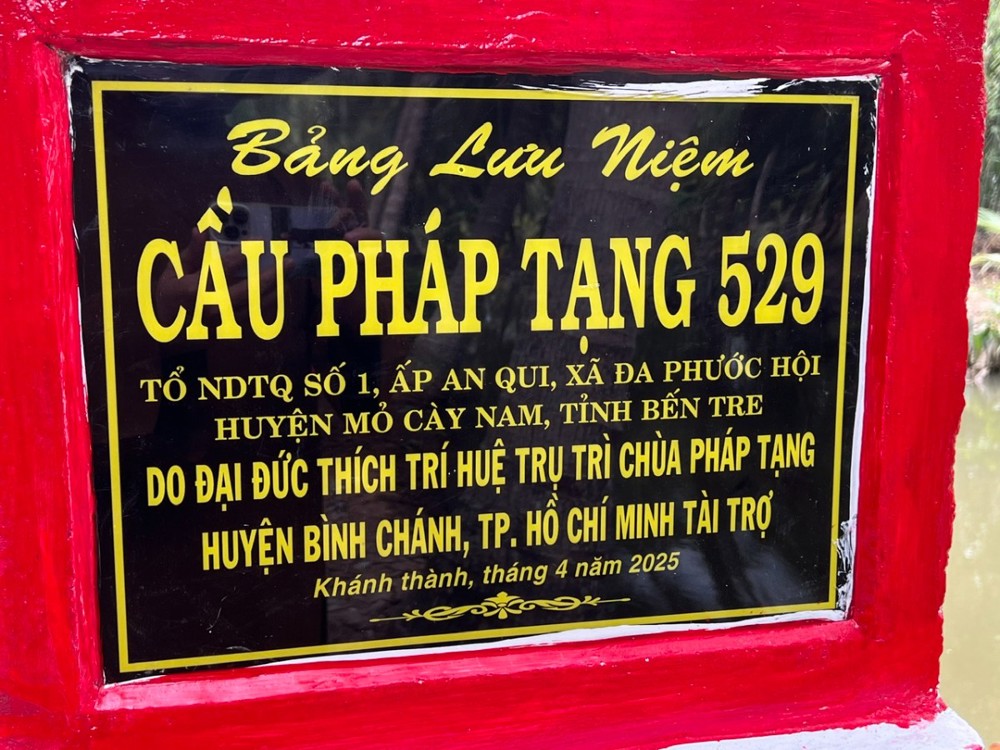 Bảng Lưu Niệm
CẦU PHÁP TẠNG 529
TỔ NDTQ SỐ 1, ẤP AN QUI, XÃ ĐA PHƯỚC HỘI
HUYỆN MỎ CÀY NAM, TỈNH BẾN TRE
DO ĐẠI ĐỨC THÍCH TRÍ HUỆ TRỤ TRÌ CHÙA PHÁP TẠNG
HUYỆN BÌNH CHÁNH, TP. HỒ CHÍ MINH TÀI TRỢ
Khánh thành, tháng 4 năm 2025